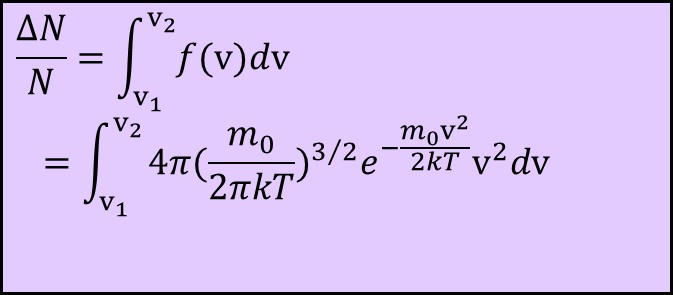 ΔN/N = ∫_{v₁}^{v₂} f(v)dv
= ∫_{v₁}^{v₂} 4π(m₀/2πkT)^{3/2} e^{−m₀v²/2kT} v²dv